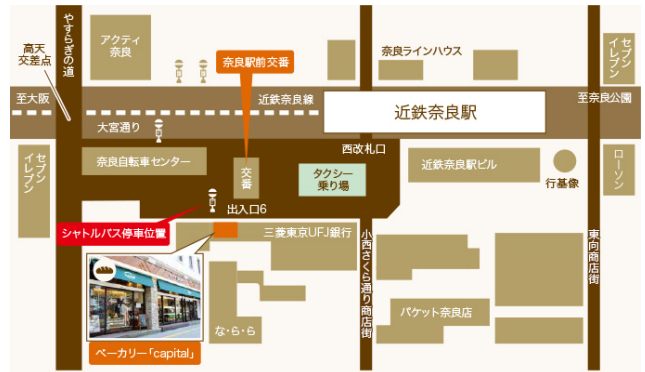 やすらぎの道
アクティ
奈良
高天
交差点
奈良駅前交番
奈良ラインハウス
セブン
イレブン
至大阪
近鉄奈良線
近鉄奈良駅
至奈良公園
大宮通り
西改札口
セブン
イレブン
奈良自転車センター
交番
タクシー
乗り場
近鉄奈良駅ビル
行基像
ローソン
出入口6
シャトルバス停車位置
三菱東京UFJ銀行
小西さくら通り商店街
東向商店街
な・ら・ら
パケット奈良店
ベーカリー「capital」